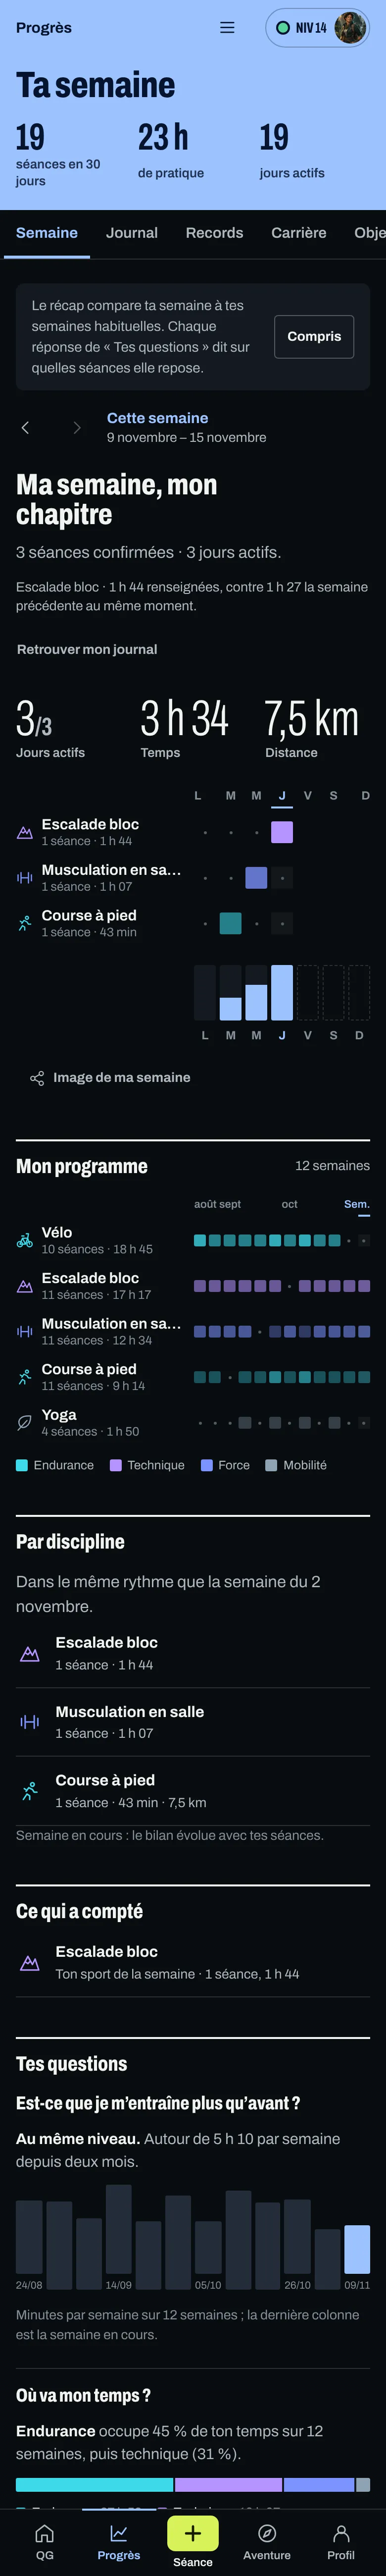 Progrès
NIV 14
Ta semaine
19
séances en 30
jours
23 h
de pratique
19
jours actifs
Semaine Journal Records Carrière Obje
Le récap compare ta semaine à tes
semaines habituelles. Chaque
réponse de « Tes questions » dit sur
quelles séances elle repose.
Compris
Cette semaine
9 novembre – 15 novembre
Ma semaine, mon
chapitre
3 séances confirmées · 3 jours actifs.
Escalade bloc · 1 h 44 renseignées, contre 1 h 27 la semaine
précédente au même moment.
Retrouver mon journal
3/3
Jours actifs
3 h 34
Temps
7,5 km
Distance
L M M J V S D
Escalade bloc
1 séance · 1 h 44
Musculation en sa…
1 séance · 1 h 07
Course à pied
1 séance · 43 min
L M M J V S D
Image de ma semaine
Mon programme
12 semaines
août sept oct Sem.
Vélo
10 séances · 18 h 45
Escalade bloc
11 séances · 17 h 17
Musculation en sa…
11 séances · 12 h 34
Course à pied
11 séances · 9 h 14
Yoga
4 séances · 1 h 50
Endurance Technique Force Mobilité
Par discipline
Dans le même rythme que la semaine du 2
novembre.
Escalade bloc
1 séance · 1 h 44
Musculation en salle
1 séance · 1 h 07
Course à pied
1 séance · 43 min · 7,5 km
Semaine en cours : le bilan évolue avec tes séances.
Ce qui a compté
Escalade bloc
Ton sport de la semaine · 1 séance, 1 h 44
Tes questions
Est-ce que je m'entraîne plus qu'avant ?
Au même niveau. Autour de 5 h 10 par semaine
depuis deux mois.
24/08 14/09 05/10 26/10 09/11
Minutes par semaine sur 12 semaines ; la dernière colonne
est la semaine en cours.
Où va mon temps ?
Endurance occupe 45 % de ton temps sur 12
semaines, puis technique (31 %).
QG Progrès Séance Aventure Profil